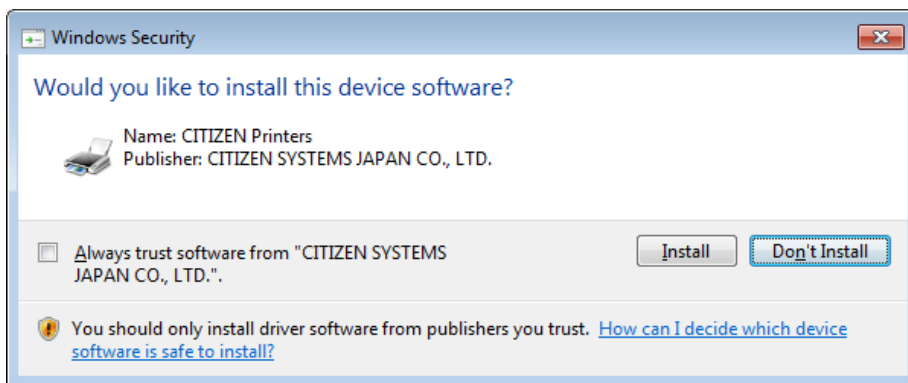 Windows Security
Would you like to install this device software?
Name: CITIZEN Printers
Publisher: CITIZEN SYSTEMS JAPAN CO., LTD.
Always trust software from "CITIZEN SYSTEMS
JAPAN CO., LTD.".
Install
Don't Install
You should only install driver software from publishers you trust. How can I decide which device
software is safe to install?